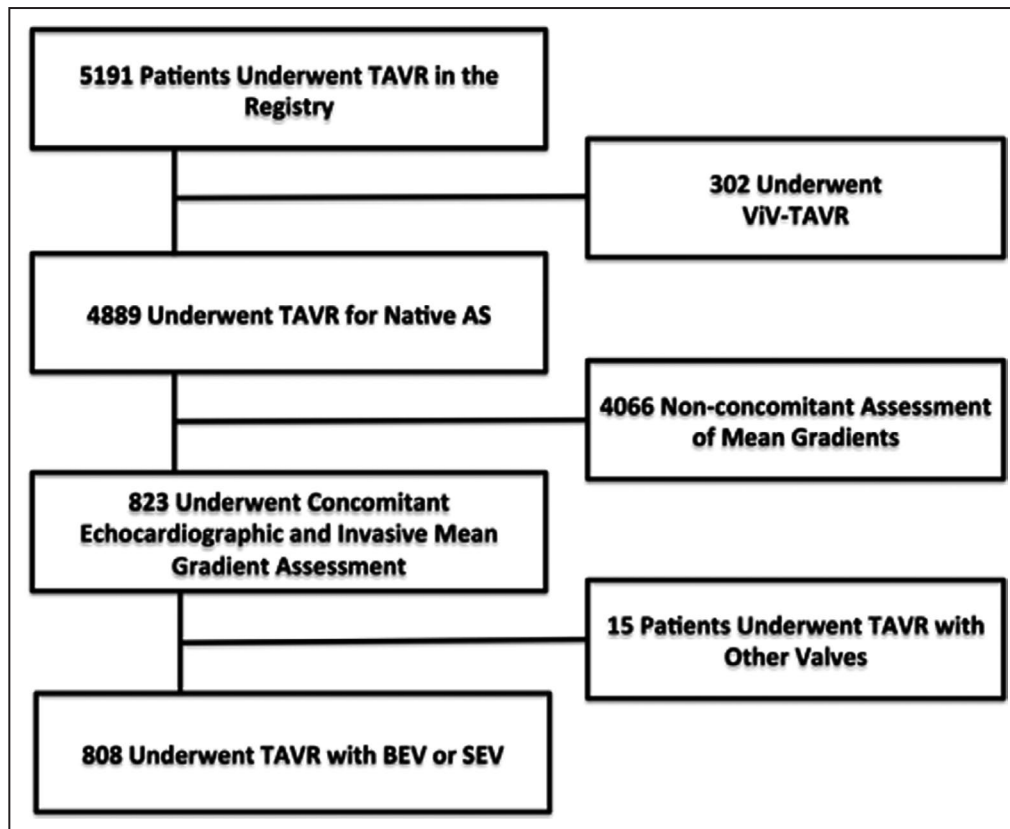 5191 Patients Underwent TAVR in the
Registry
302 Underwent
ViV-TAVR
4889 Underwent TAVR for Native AS
4066 Non-concomitant Assessment
of Mean Gradients
823 Underwent Concomitant
Echocardiographic and Invasive Mean
Gradient Assessment
15 Patients Underwent TAVR with
Other Valves
808 Underwent TAVR with BEV or SEV